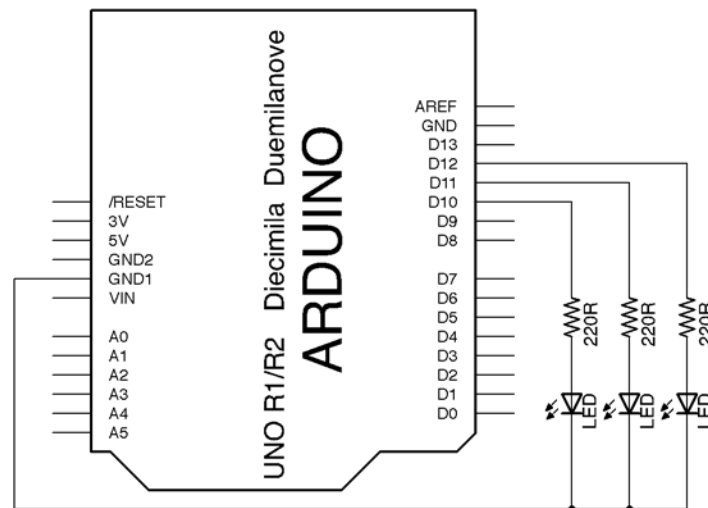 /RESET
3V
5V
GND2
GND1
VIN
A0
A1
A2
A3
A4
A5
UNO R1/R2 Diecimila Duemilanove
ARDUINO
AREF
GND
D13
D12
D11
D10
D9
D8
D7
D6
D5
D4
D3
D2
D1
D0
220R
220R
220R
LED
LED
LED